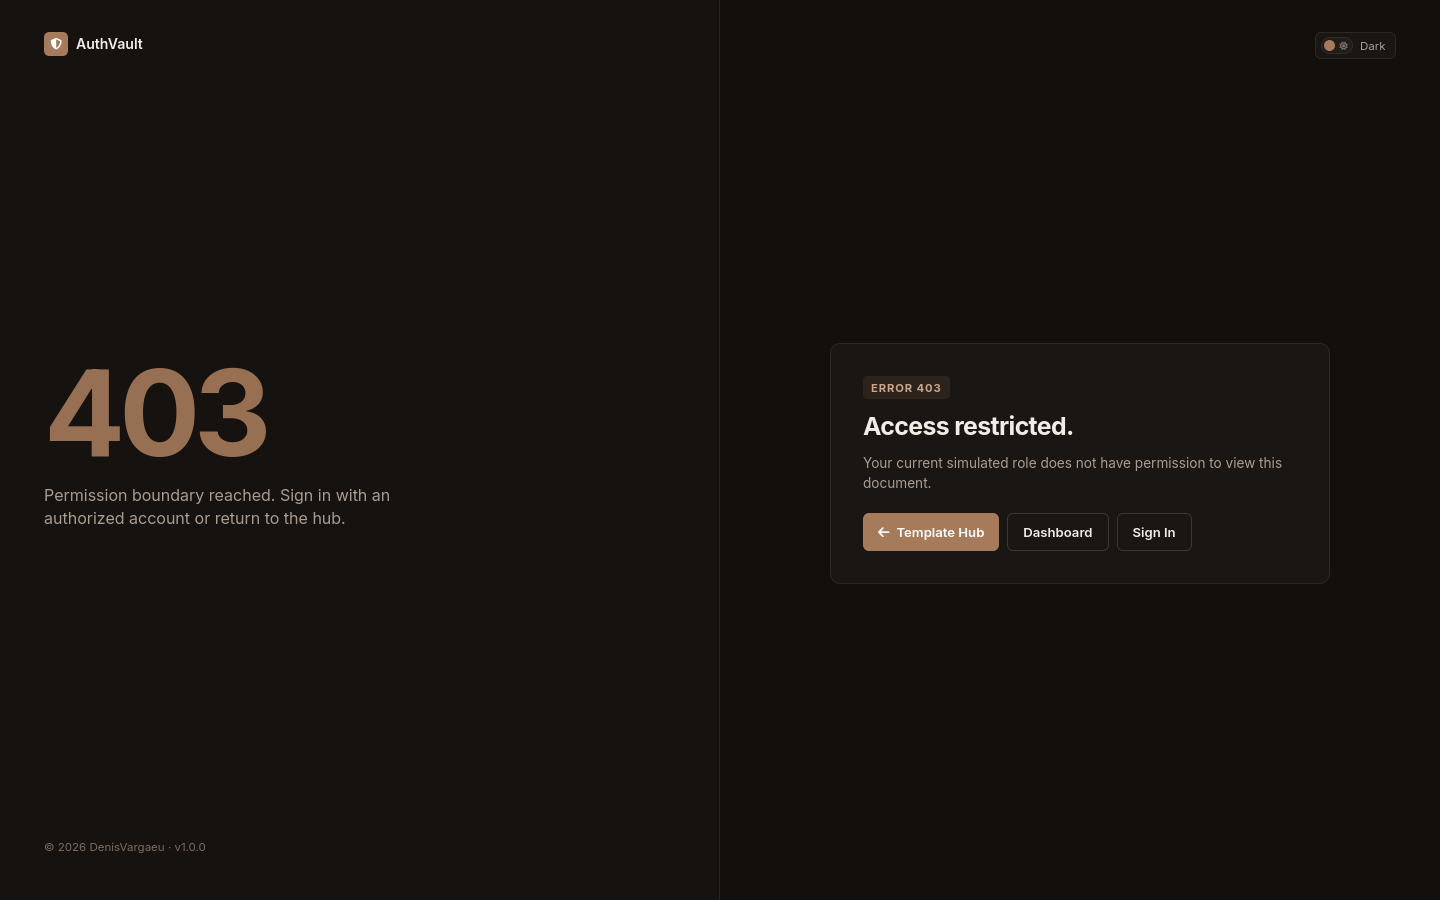 AuthVault
Dark
403
Permission boundary reached. Sign in with an
authorized account or return to the hub.
ERROR 403
Access restricted.
Your current simulated role does not have permission to view this
document.
Template Hub
Dashboard
Sign In
© 2026 DenisVargaeu · v1.0.0